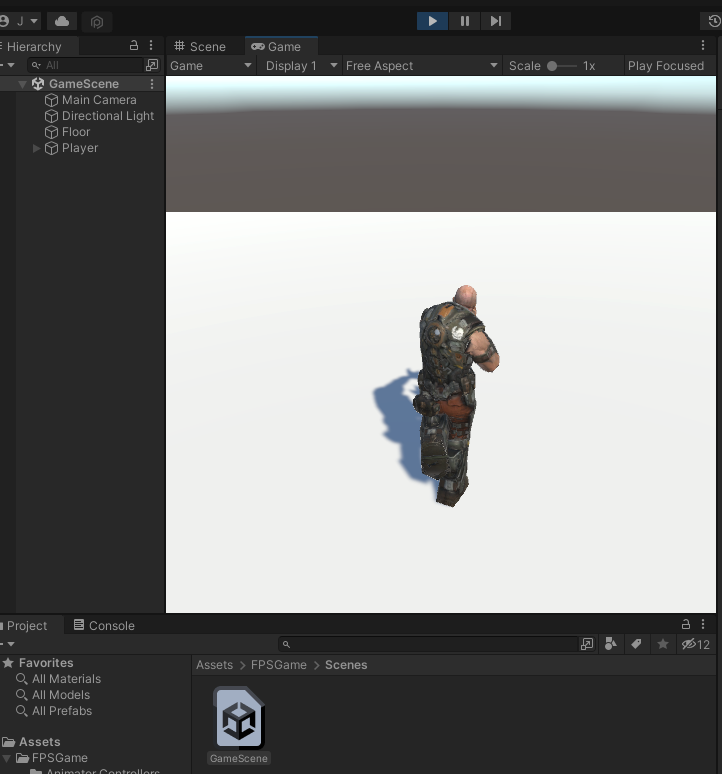 J
Hierarchy
Scene
Game
Game
Display 1
Free Aspect
Scale
1x
Play Focused
All
GameScene
Main Camera
Directional Light
Floor
Player
Project
Console
12
Favorites
All Materials
All Models
All Prefabs
Assets
FPSGame
Animator Controllers
Assets > FPSGame > Scenes
GameScene